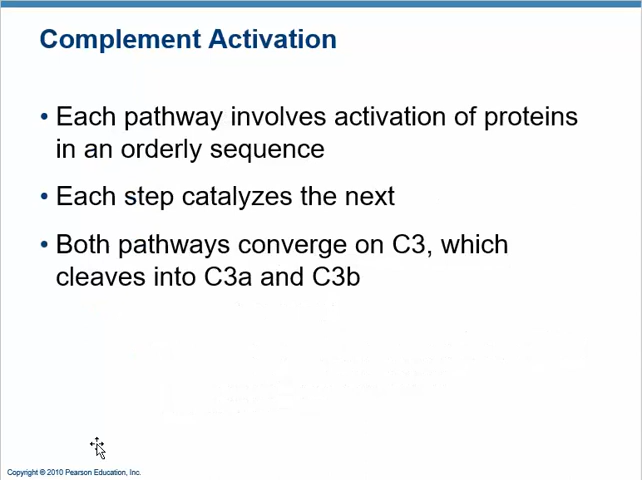 Complement Activation
• Each pathway involves activation of proteins
in an orderly sequence
• Each step catalyzes the next
• Both pathways converge on C3, which
cleaves into C3a and C3b
Copyright © 2010 Pearson Education, Inc.